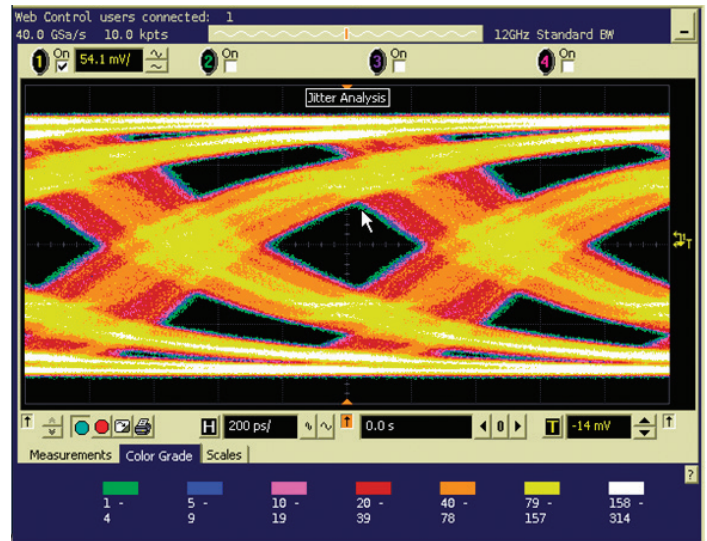 Web Control users connected: 1
40.0 GSa/s 10.0 kpts 12GHz Standard BW
1 On 54.1 mV/ 2 On 3 On 4 On
Jitter Analysis
T
H 200 ps/ 0.0 s 0 T -14 mV
Measurements Color Grade Scales
?
1 - 5 - 10 - 20 - 40 - 79 - 158 -
4 9 19 39 78 157 314